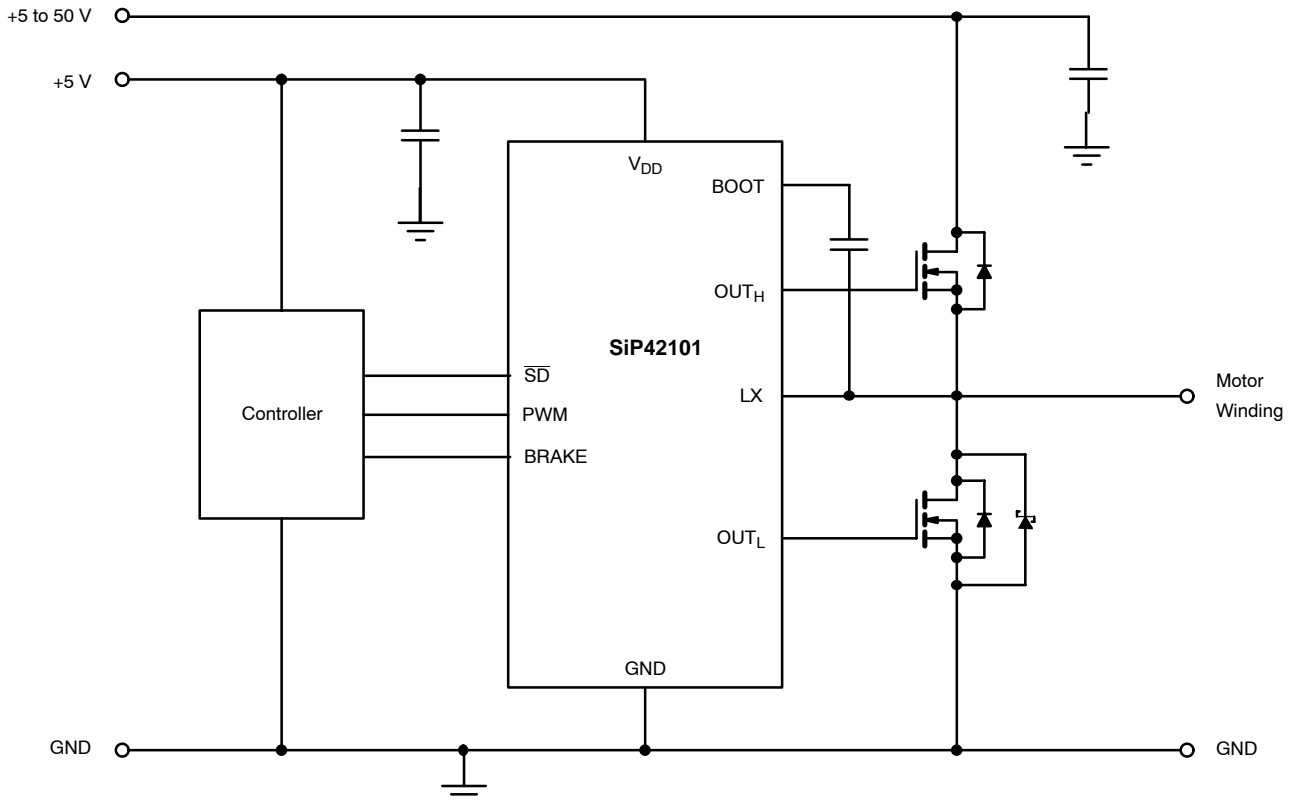 +5 to 50 V
+5 V
VDD
BOOT
OUTH
SiP42101
SD
LX
Motor
Winding
Controller
PWM
BRAKE
OUTL
GND
GND
GND